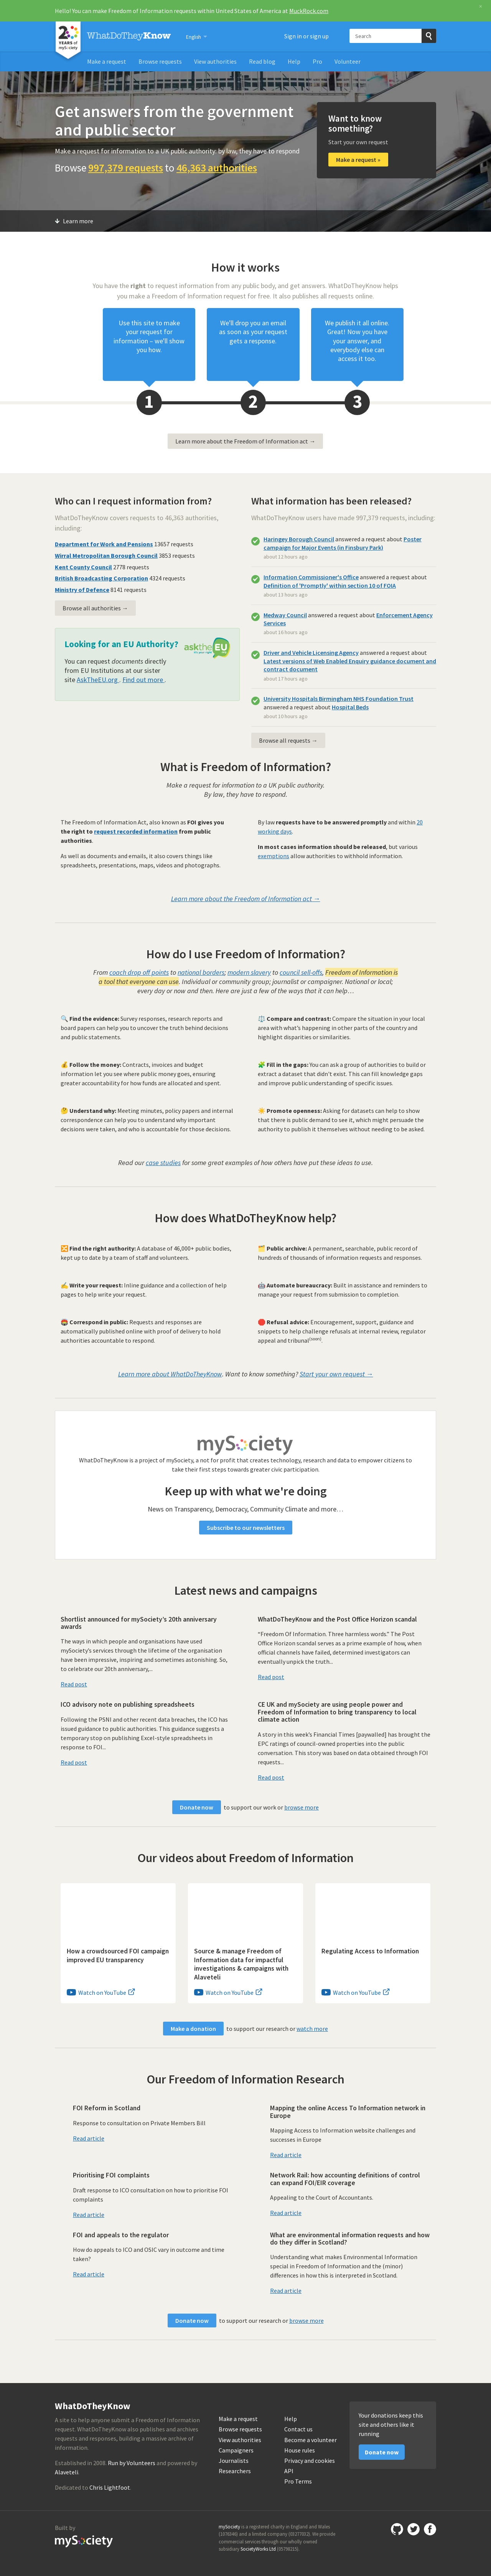 Hello! You can make Freedom of Information requests within United States of America at MuckRock.com
×
20 YEARS of mySociety
WhatDoTheyKnow
English
Sign in or sign up
Search
Make a request
Browse requests
View authorities
Read blog
Help
Pro
Volunteer
Get answers from the government
and public sector
Make a request for information to a UK public authority: by law, they have to respond
Browse 997,379 requests to 46,363 authorities
Want to know
something?
Start your own request
Make a request »
Learn more
How it works
You have the right to request information from any public body, and get answers. WhatDoTheyKnow helps
you make a Freedom of Information request for free. It also publishes all requests online.
Use this site to make
your request for
information – we'll show
you how
We'll drop you an email
as soon as your request
gets a response.
We publish it all online.
Great! Now you have
your answer, and
everybody else can
access it too.
1
2
3
Learn more about the Freedom of Information act →
Who can I request information from?
WhatDoTheyKnow covers requests to 46,363 authorities,
including:
Department for Work and Pensions 13657 requests
Wirral Metropolitan Borough Council 3853 requests
Kent County Council 2778 requests
British Broadcasting Corporation 4324 requests
Ministry of Defence 8141 requests
Browse all authorities →
Looking for an EU Authority?
asktheEU
You can request documents directly
from EU Institutions at our sister
site AskTheEU.org . Find out more .
What information has been released?
WhatDoTheyKnow users have made 997,379 requests, including:
Haringey Borough Council answered a request about Poster
campaign for Major Events (in Finsbury Park)
about 13 hours ago
Information Commissioner's Office answered a request about
Definition of 'Promptly' within section 10 of FOIA
about 13 hours ago
Medway Council answered a request about Enforcement Agency
Services
about 16 hours ago
Driver and Vehicle Licensing Agency answered a request about
Latest versions of Web Enabled Enquiry guidance document and
contract document
about 17 hours ago
University Hospitals Birmingham NHS Foundation Trust
answered a request about Hospital Beds
about 10 hours ago
Browse all requests →
What is Freedom of Information?
Make a request for information to a UK public authority.
By law, they have to respond.
The Freedom of Information Act, also known as FOI gives you
the right to request recorded information from public
authorities.
As well as documents and emails, it also covers things like
spreadsheets, presentations, maps, videos and photographs.
By law requests have to be answered promptly and within 20
working days.
In most cases information should be released, but various
exemptions allow authorities to withhold information.
Learn more about the Freedom of Information act →
How do I use Freedom of Information?
From coach drop off points to national borders; modern slavery to council sell-offs, Freedom of Information is
a tool that everyone can use. Individual or community group; journalist or campaigner. National or local;
every day or now and then. Here are just a few of the ways that it can help…
🔍 Find the evidence: Survey responses, research reports and
board papers can help you to uncover the truth behind decisions
and public statements.
⚖️ Compare and contrast: Compare the situation in your local
area with what's happening in other parts of the country and
highlight disparities or similarities.
💰 Follow the money: Contracts, invoices and budget
information let you see where public money goes, ensuring
greater accountability for how funds are allocated and spent.
🧩 Fill in the gaps: You can ask a group of authorities to build or
extract a dataset that didn't exist. This can fill knowledge gaps
and improve public understanding of specific issues.
🤔 Understand why: Meeting minutes, policy papers and internal
correspondence can help you to understand why important
decisions were taken, and who is accountable for those decisions.
☀️ Promote openness: Asking for datasets can help to show
that there is public demand to see it, which might persuade the
authority to publish it themselves without needing to be asked.
Read our case studies for some great examples of how others have put these ideas to use.
How does WhatDoTheyKnow help?
🔀 Find the right authority: A database of 46,000+ public bodies,
kept up to date by a team of staff and volunteers.
🗂️ Public archive: A permanent, searchable, public record of
hundreds of thousands of information requests and responses.
✍️ Write your request: Inline guidance and a collection of help
pages to help write your request.
🤖 Automate bureaucracy: Built in assistance and reminders to
manage your request from submission to completion.
Correspond in public: Requests and responses are
automatically published online with proof of delivery to hold
authorities accountable to respond.
🛑 Refusal advice: Encouragement, support, guidance and
snippets to help challenge refusals at internal review, regulator
appeal and tribunal.
Learn more about WhatDoTheyKnow. Want to know something? Start your own request →
mySociety
WhatDoTheyKnow is a project of mySociety, a not for profit that creates technology, research and data to empower citizens to
take their first steps towards greater civic participation.
Keep up with what we're doing
News on Transparency, Democracy, Community Climate and more…
Subscribe to our newsletters
Latest news and campaigns
Shortlist announced for mySociety's 20th anniversary
awards
The ways in which people and organisations have used
mySociety's services through the lifetime of the organisation
have been impressive, inspiring and sometimes astonishing. So,
to celebrate our 20th anniversary,...
Read post
WhatDoTheyKnow and the Post Office Horizon scandal
"Freedom Of Information. Three harmless words." The Post
Office Horizon scandal serves as a prime example of how, when
official channels have failed, determined investigators can
eventually unpick the truth...
Read post
ICO advisory note on publishing spreadsheets
Following the PSNI and other recent data breaches, the ICO has
issued guidance to public authorities. This guidance suggests a
temporary stop on publishing Excel-style spreadsheets in
response to FOI...
Read post
CE UK and mySociety are using people power and
Freedom of Information to bring transparency to local
climate action
A story in this week's Financial Times [paywalled] has brought the
EPC ratings of council-owned properties into the public
conversation. This story was based on data obtained through FOI
requests...
Read post
Donate now to support our work or browse more
Our videos about Freedom of Information
How a crowdsourced FOI campaign
improved EU transparency
Watch on YouTube
Source & manage Freedom of
Information data for impactful
investigations & campaigns with
Alaveteli
Watch on YouTube
Regulating Access to Information
Watch on YouTube
Make a donation to support our research or watch more
Our Freedom of Information Research
FOI Reform in Scotland
Response to consultation on Private Members Bill
Read article
Mapping the online Access To Information network in
Europe
Mapping Access to Information website challenges and
successes in Europe
Read article
Prioritising FOI complaints
Draft response to ICO consultation on how to prioritise FOI
complaints
Read article
Network Rail: how accounting definitions of control
can expand FOI/EIR coverage
Appealing to the Court of Accountants.
Read article
FOI and appeals to the regulator
How do appeals to ICO and OSIC vary in outcome and time
taken?
Read article
What are environmental information requests and how
do they differ in Scotland?
Understanding what makes Environmental Information
special in Freedom of Information and the (minor)
differences in how this is interpreted in Scotland.
Read article
Donate now to support our research or browse more
WhatDoTheyKnow
A site to help anyone submit a Freedom of Information
request. WhatDoTheyKow also publishes and archives
requests and responses, building a massive archive of
information.
Established in 2008. Run by Volunteers and powered by
Alaveteli.
Dedicated to Chris Lightfoot.
Make a request
Browse requests
View authorities
Campaigners
Journalists
Researchers
Help
Contact us
Become a volunteer
House rules
Privacy and cookies
API
Pro Terms
Your donations keep this
site and others like it
running
Donate now
Built by
mySociety
mySociety is a registered charity in England and Wales
(1076346) and a limited company (03277032). We provide
commercial services through our wholly owned
subsidiary SocietyWorks Ltd (05798215).